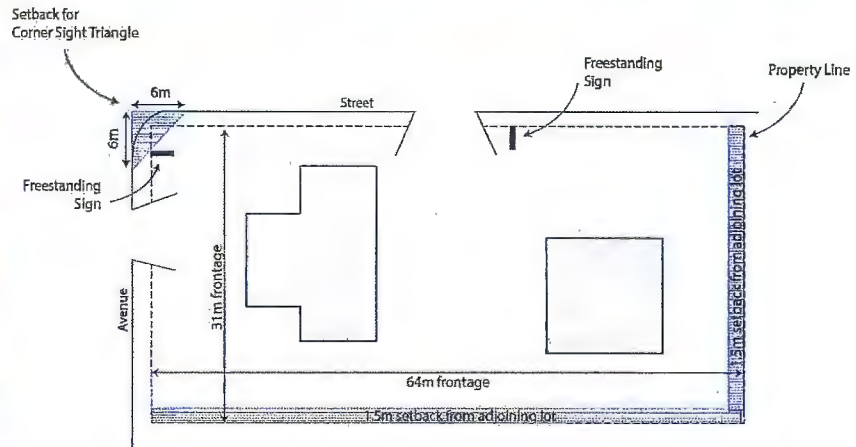 Setback for
Corner Sight Triangle
6m
Street
Freestanding
Sign
Property Line
6m
Freestanding
Sign
Avenue
31m frontage
1.5m setback from adjoining lot
64m frontage
1.5m setback from adjoining lot